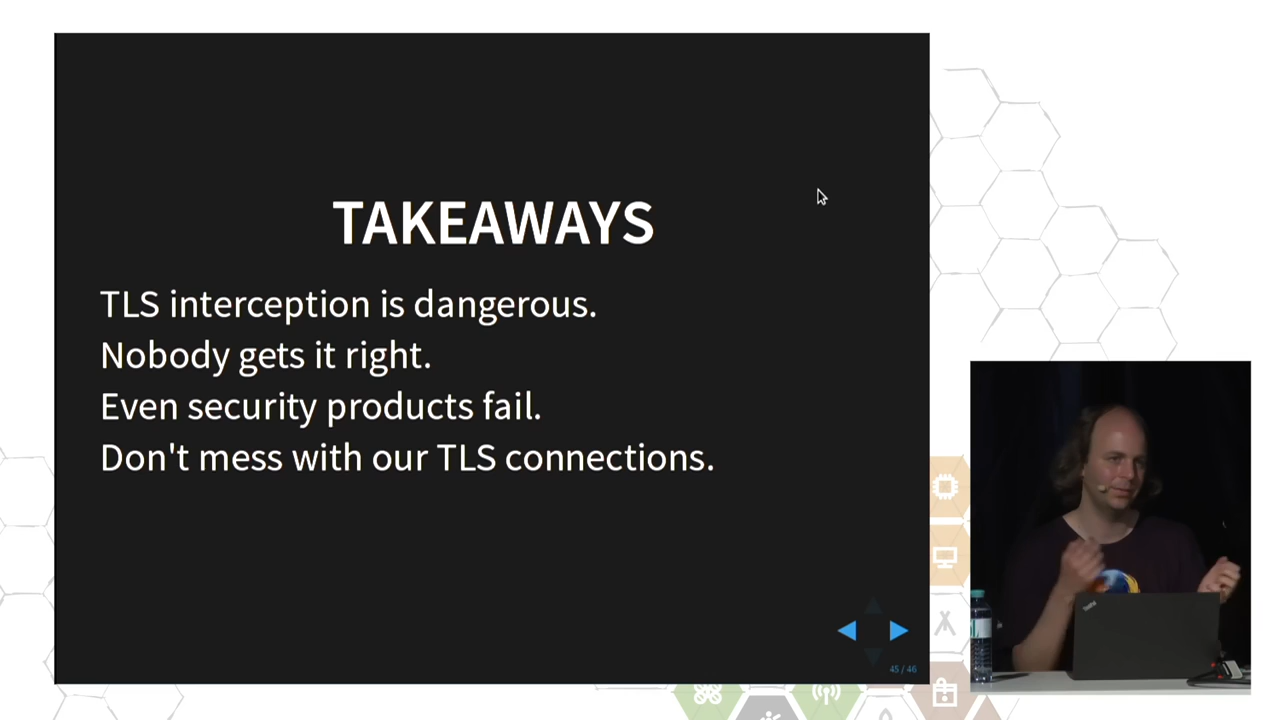 TAKEAWAYS
TLS interception is dangerous.
Nobody gets it right.
Even security products fail.
Don't mess with our TLS connections.
45 / 46
ThinkPad